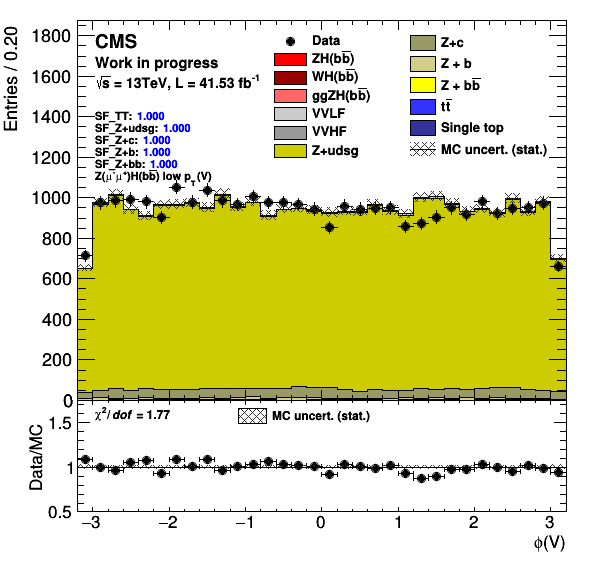 CMS
Work in progress
√s = 13TeV, L = 41.53 fb⁻¹
SF_TT: 1.000
SF_Z+udsg: 1.000
SF_Z+c: 1.000
SF_Z+b: 1.000
SF_Z+bb: 1.000
Z(μ⁻μ⁺)H(bb̅) low p_T(V)
Data
ZH(bb̅)
WH(bb̅)
ggZH(bb̅)
VVLF
VVHF
Z+udsg
Z+c
Z + b
Z + bb̅
tt̅
Single top
MC uncert. (stat.)
Entries / 0.20
1800
1600
1400
1200
1000
800
600
400
200
0
χ²/dof = 1.77
MC uncert. (stat.)
Data/MC
1.5
1
0.5
−3 −2 −1 0 1 2 3
ϕ(V)